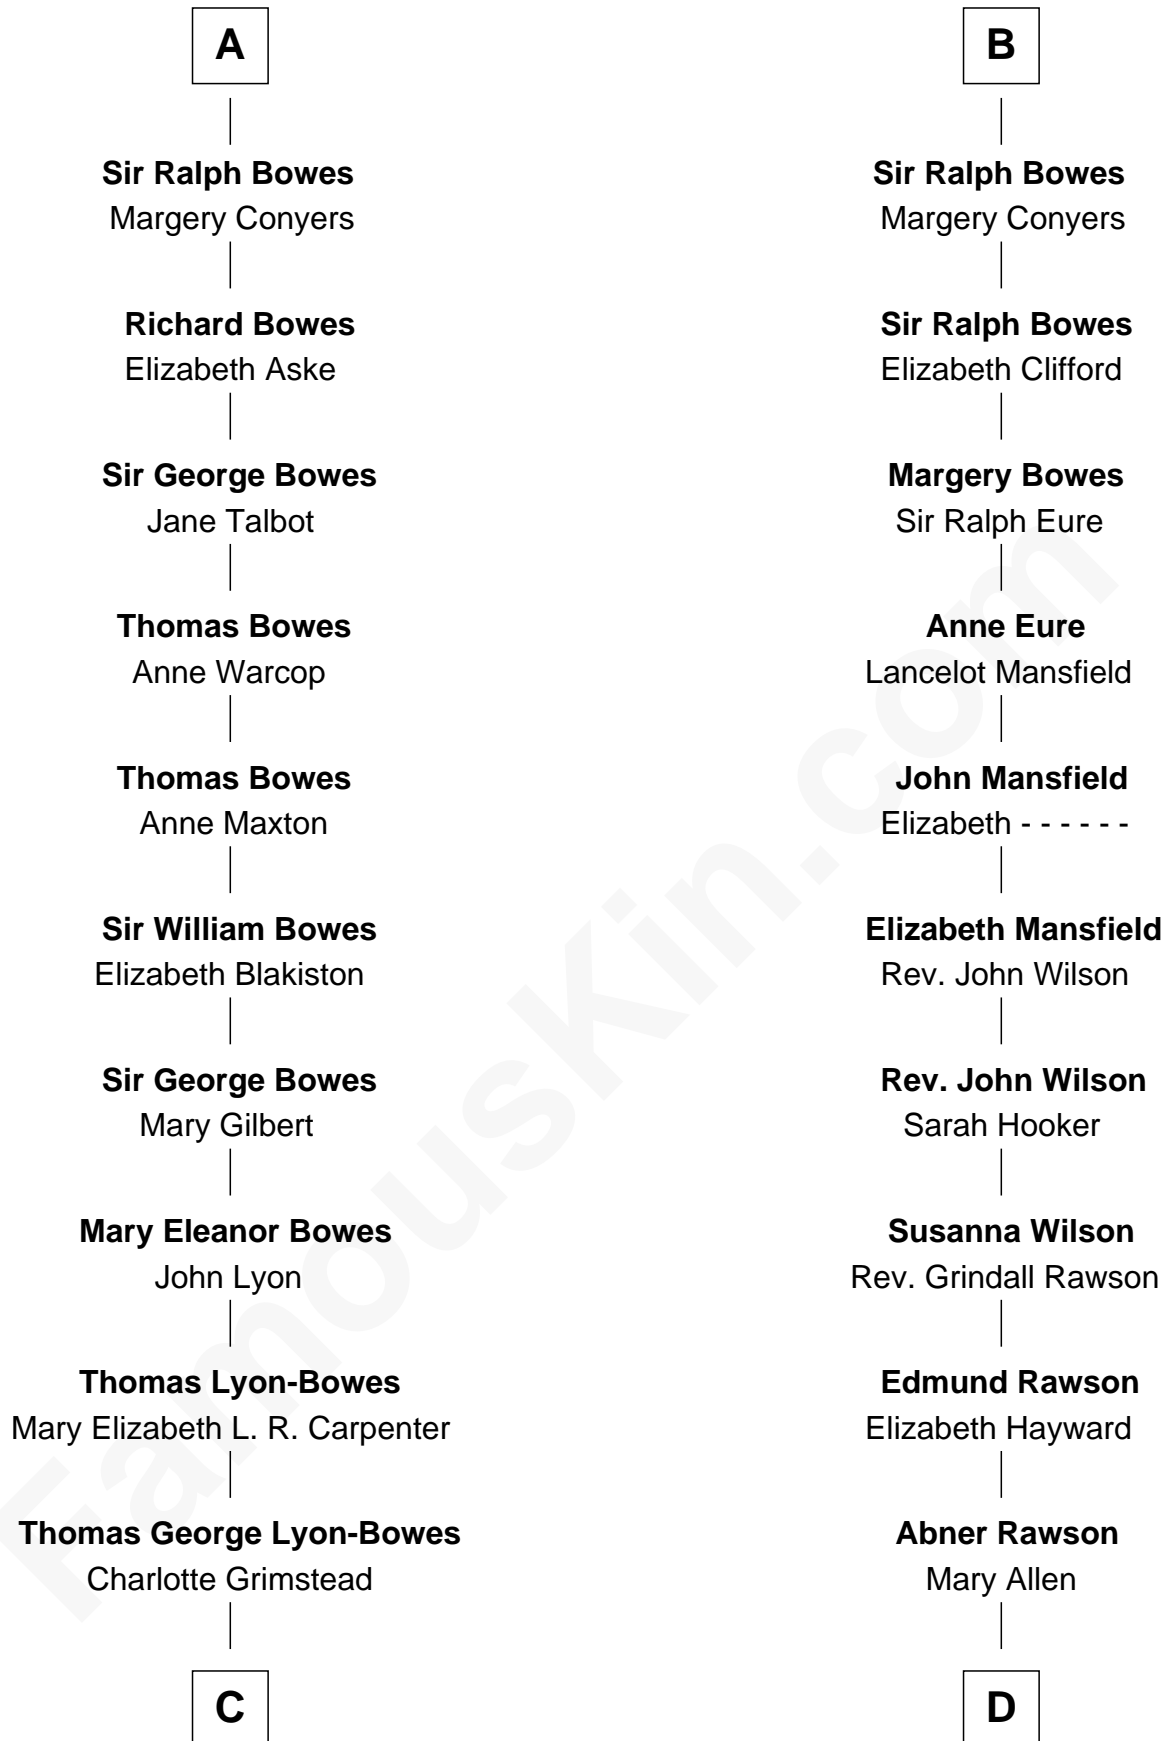 A
Sir Ralph Bowes
Margery Conyers
Richard Bowes
Elizabeth Aske
Sir George Bowes
Jane Talbot
Thomas Bowes
Anne Warcop
Thomas Bowes
Anne Maxton
Sir William Bowes
Elizabeth Blakiston
Sir George Bowes
Mary Gilbert
Mary Eleanor Bowes
John Lyon
Thomas Lyon-Bowes
Mary Elizabeth L. R. Carpenter
Thomas George Lyon-Bowes
Charlotte Grimstead
C
B
Sir Ralph Bowes
Margery Conyers
Sir Ralph Bowes
Elizabeth Clifford
Margery Bowes
Sir Ralph Eure
Anne Eure
Lancelot Mansfield
John Mansfield
Elizabeth - - - - - -
Elizabeth Mansfield
Rev. John Wilson
Rev. John Wilson
Sarah Hooker
Susanna Wilson
Rev. Grindall Rawson
Edmund Rawson
Elizabeth Hayward
Abner Rawson
Mary Allen
D
FamousKin.com